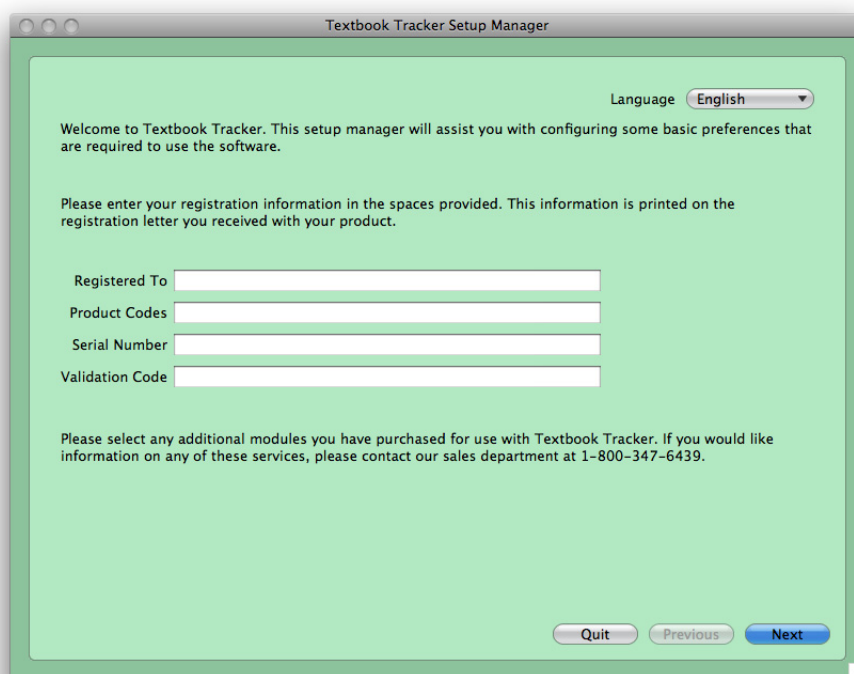 Textbook Tracker Setup Manager
Language English
Welcome to Textbook Tracker. This setup manager will assist you with configuring some basic preferences that
are required to use the software.
Please enter your registration information in the spaces provided. This information is printed on the
registration letter you received with your product.
Registered To
Product Codes
Serial Number
Validation Code
Please select any additional modules you have purchased for use with Textbook Tracker. If you would like
information on any of these services, please contact our sales department at 1-800-347-6439.
Quit Previous Next